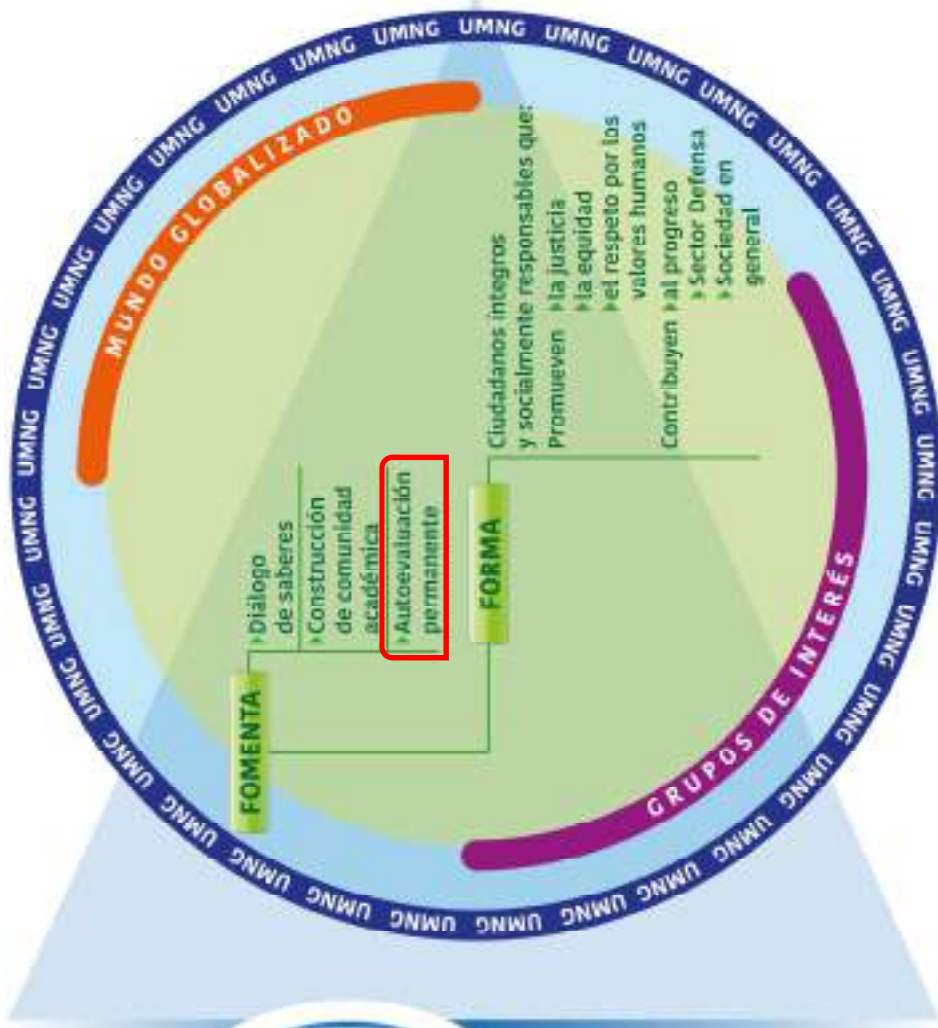 UMNG UMNG UMNG UMNG UMNG UMNG UMNG UMNG UMNG UMNG UMNG UMNG UMNG UMNG UMNG UMNG UMNG UMNG UMNG UMNG UMNG UMNG UMNG UMNG UMNG UMNG UMNG UMNG UMNG UMNG UMNG UMNG UMNG
MUNDO GLOBALIZADO
FOMENTA
Diálogo
de saberes
Construcción
de comunidad
académica
Autoevaluación
permanente
FORMA
Ciudadanos íntegros
y socialmente responsables que:
Promueven la justicia
la equidad
el respeto por los
valores humanos
Contribuyen al progreso
Sector Defensa
Sociedad en
general
GRUPOS DE INTERÉS